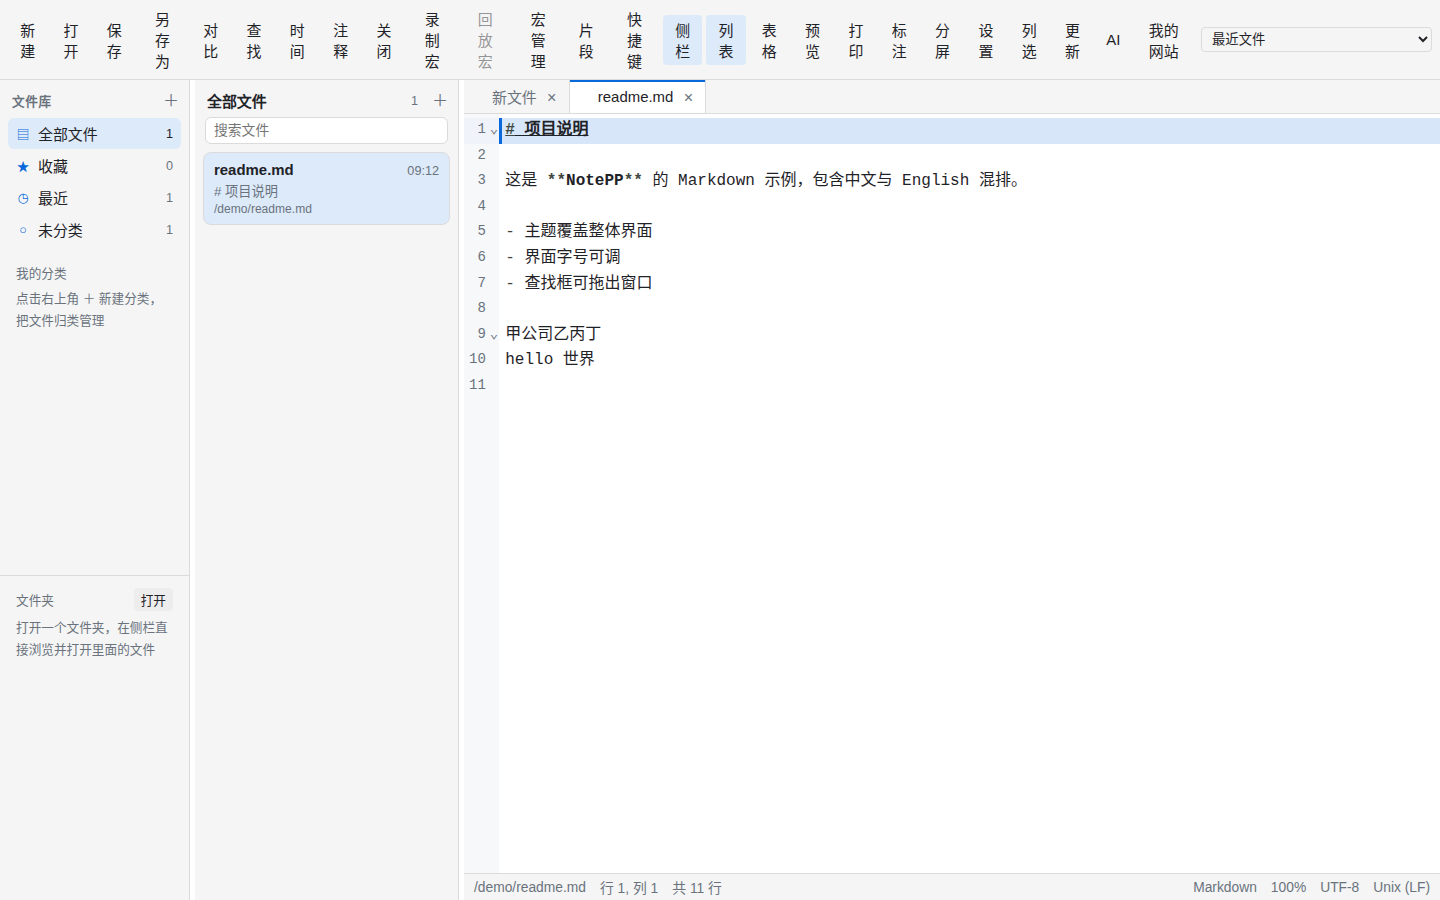 新建 打开 保存 另存为 对比 查找 时间 注释 关闭 录制宏 回放宏 宏管理 片段 快捷键 侧栏 列表 表格 预览 打印 标注 分屏 设置 列选 更新 AI 我的网站 最近文件
文件库 +
全部文件 1
收藏 0
最近 1
未分类 1
我的分类
点击右上角 + 新建分类，
把文件归类管理
文件夹 打开
打开一个文件夹，在侧栏直
接浏览并打开里面的文件
全部文件 1 +
搜索文件
readme.md 09:12
# 项目说明
/demo/readme.md
新文件 × readme.md ×
1 # 项目说明
2
3 这是 **NotePP** 的 Markdown 示例，包含中文与 English 混排。
4
5 - 主题覆盖整体界面
6 - 界面字号可调
7 - 查找框可拖出窗口
8
9 甲公司乙丙丁
10 hello 世界
11
/demo/readme.md 行 1, 列 1 共 11 行 Markdown 100% UTF-8 Unix (LF)